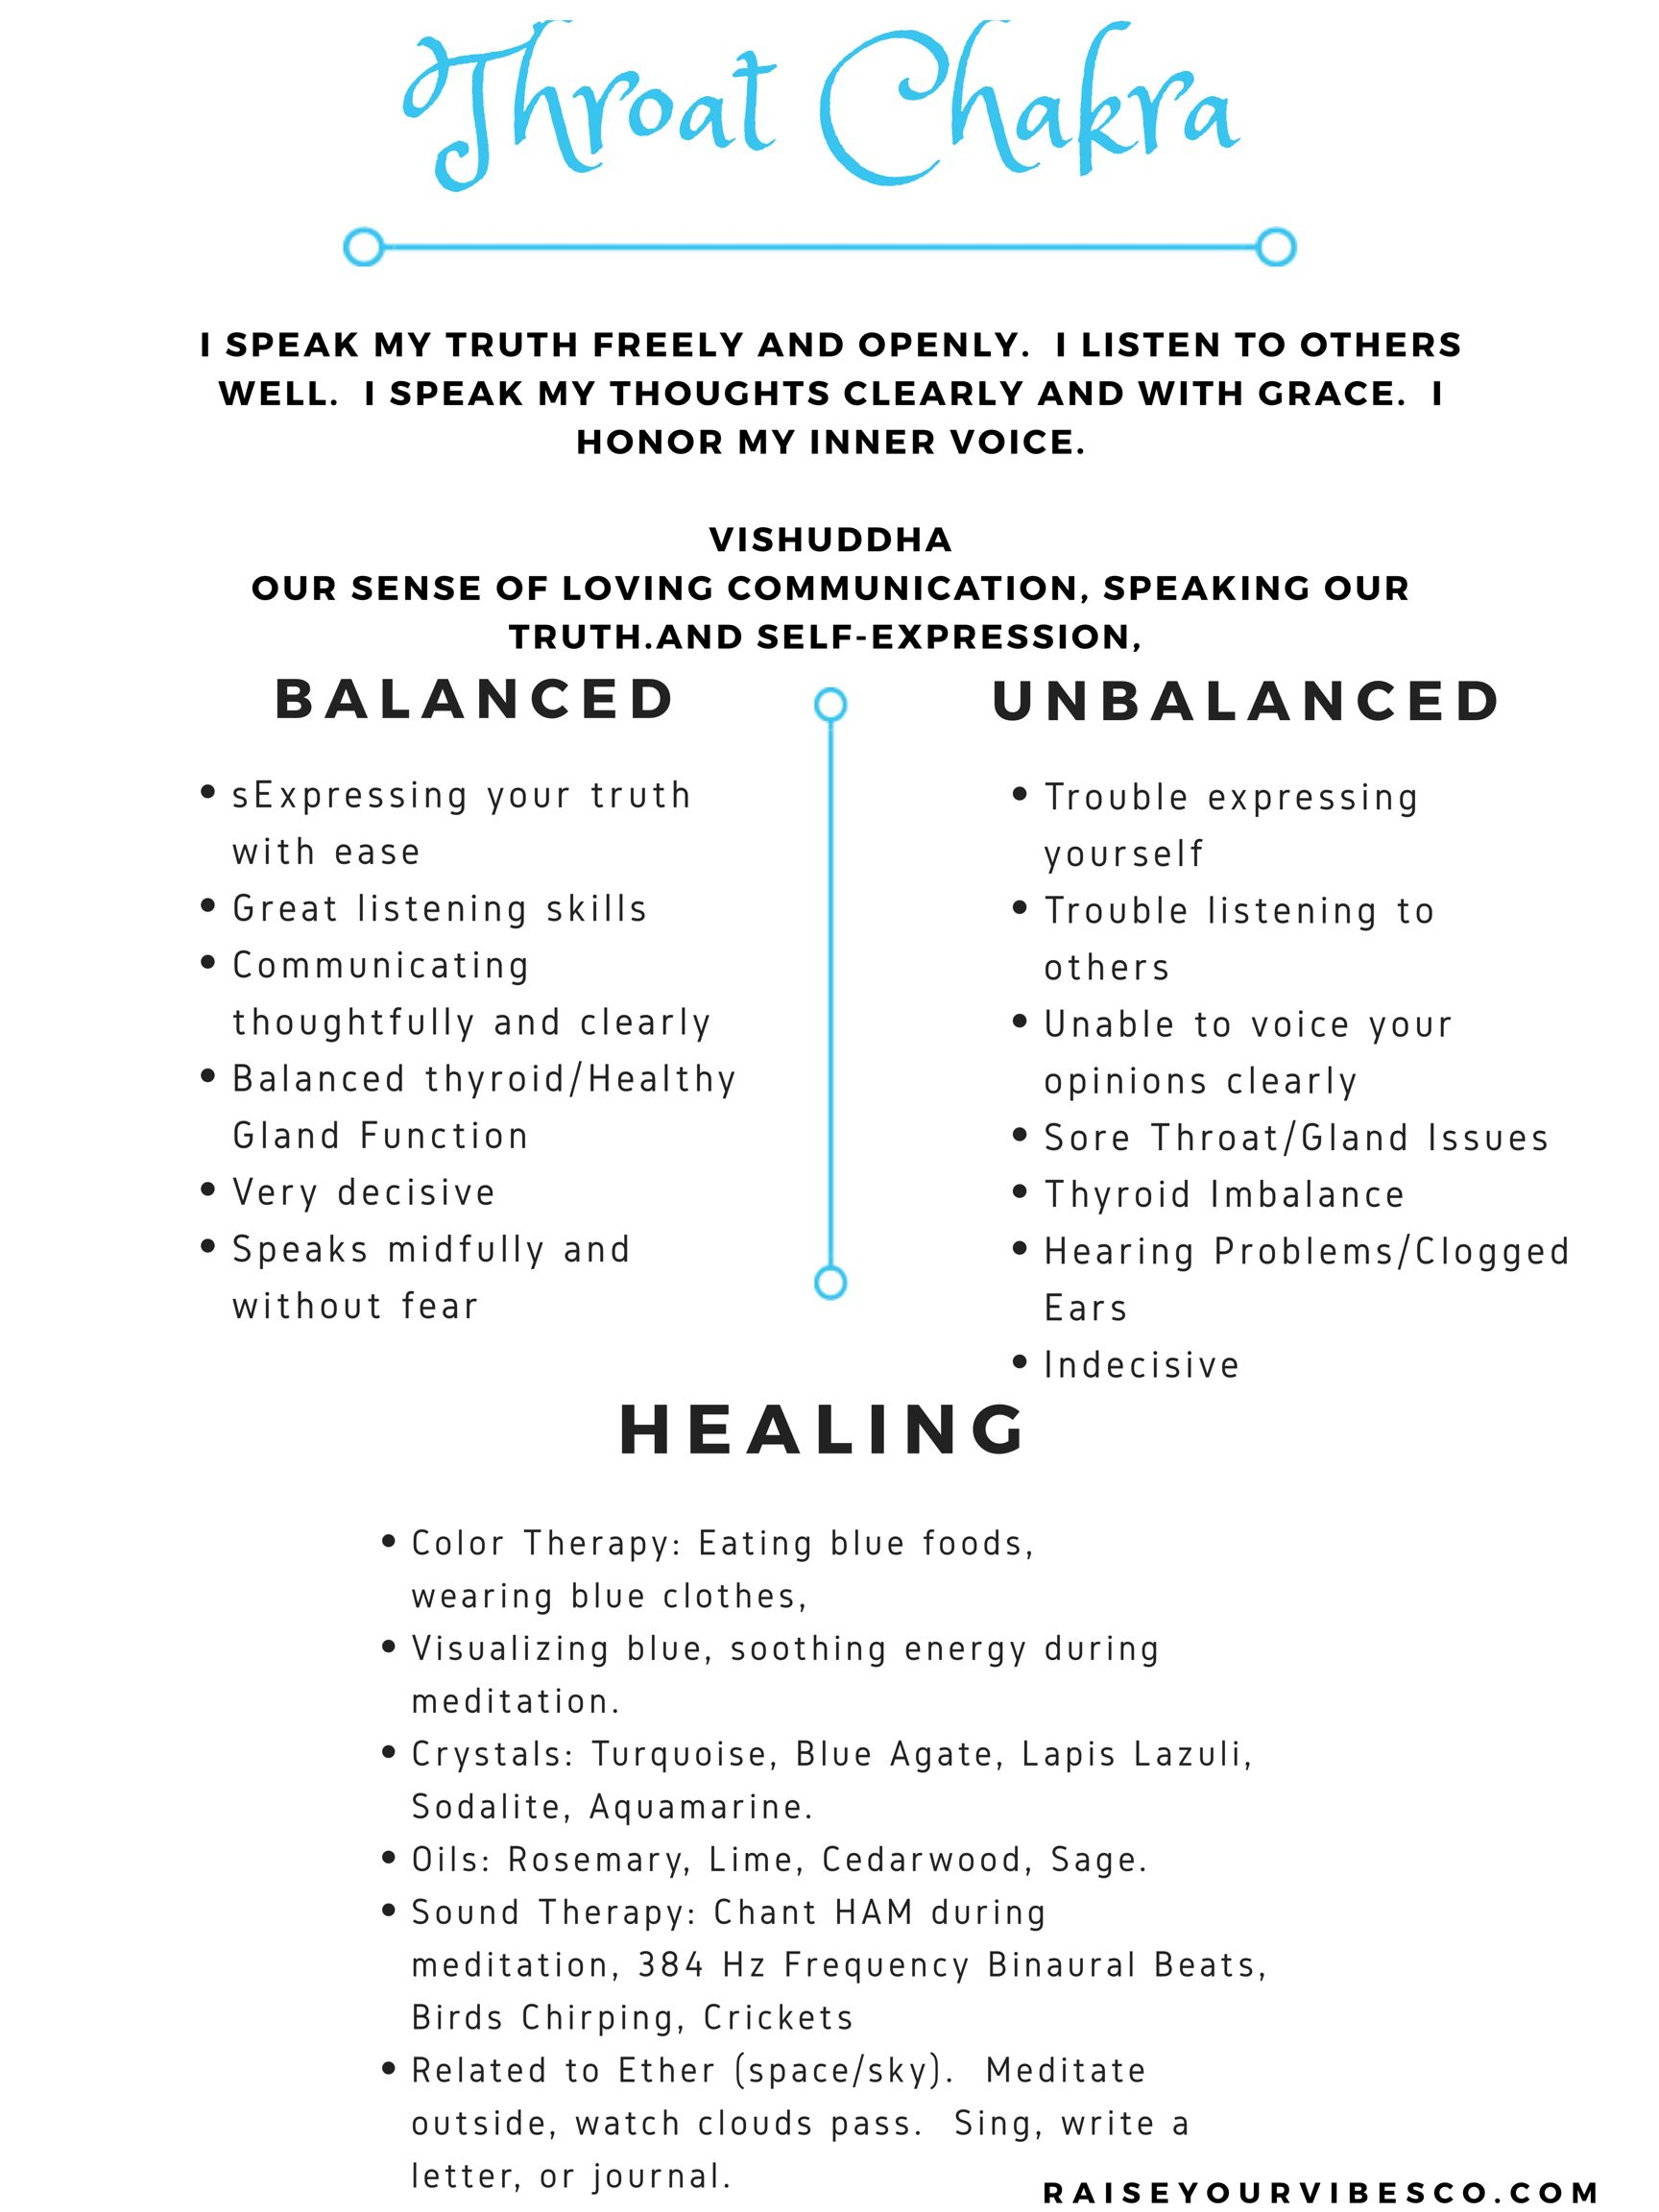 Throat Chakra
I SPEAK MY TRUTH FREELY AND OPENLY.  I LISTEN TO OTHERS
WELL.  I SPEAK MY THOUGHTS CLEARLY AND WITH GRACE.  I
HONOR MY INNER VOICE.
VISHUDDHA
OUR SENSE OF LOVING COMMUNICATION, SPEAKING OUR
TRUTH.AND SELF-EXPRESSION,
BALANCED
• sExpressing your truth
with ease
• Great listening skills
• Communicating
thoughtfully and clearly
• Balanced thyroid/Healthy
Gland Function
• Very decisive
• Speaks midfully and
without fear
UNBALANCED
• Trouble expressing
yourself
• Trouble listening to
others
• Unable to voice your
opinions clearly
• Sore Throat/Gland Issues
• Thyroid Imbalance
• Hearing Problems/Clogged
Ears
• Indecisive
HEALING
• Color Therapy: Eating blue foods,
wearing blue clothes,
• Visualizing blue, soothing energy during
meditation.
• Crystals: Turquoise, Blue Agate, Lapis Lazuli,
Sodalite, Aquamarine.
• Oils: Rosemary, Lime, Cedarwood, Sage.
• Sound Therapy: Chant HAM during
meditation, 384 Hz Frequency Binaural Beats,
Birds Chirping, Crickets
• Related to Ether (space/sky).  Meditate
outside, watch clouds pass.  Sing, write a
letter, or journal.
RAISEYOURVIBESCO.COM